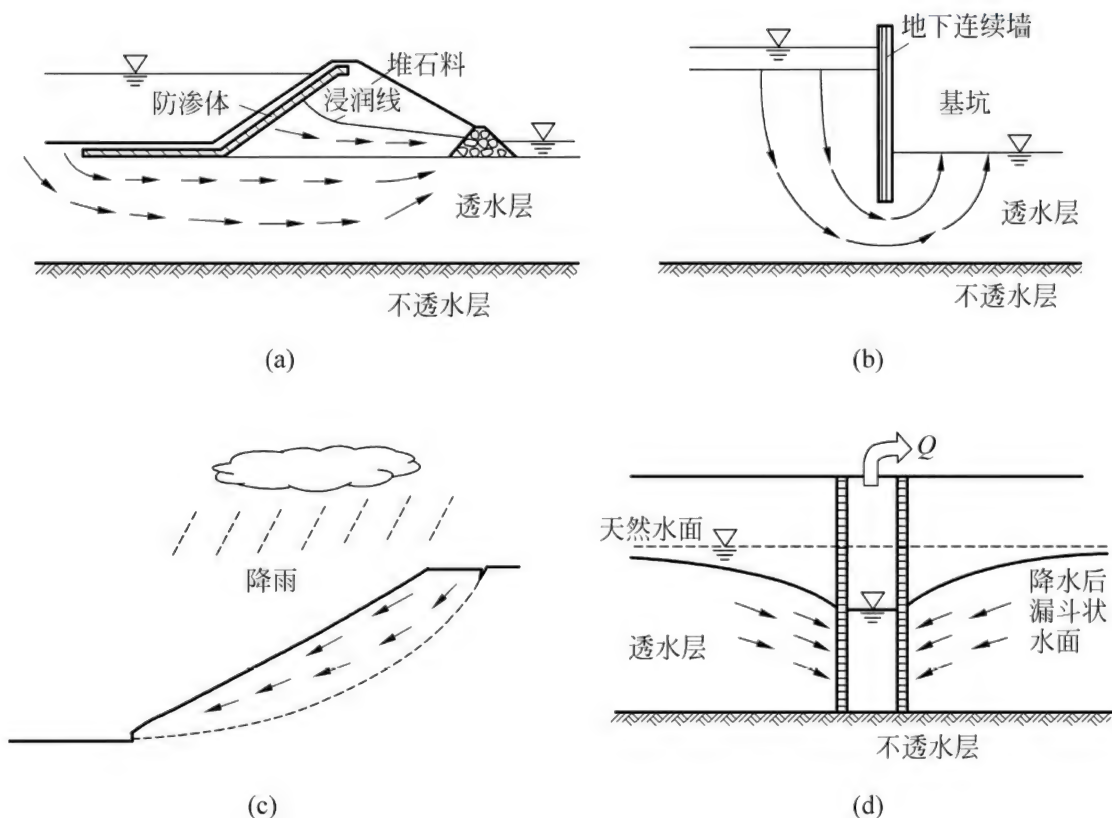 堆石料
防渗体
浸润线
透水层
不透水层
(a)
地下连续墙
基坑
透水层
不透水层
(b)
降雨
(c)
Q
天然水面
降水后
漏斗状
水面
透水层
不透水层
(d)